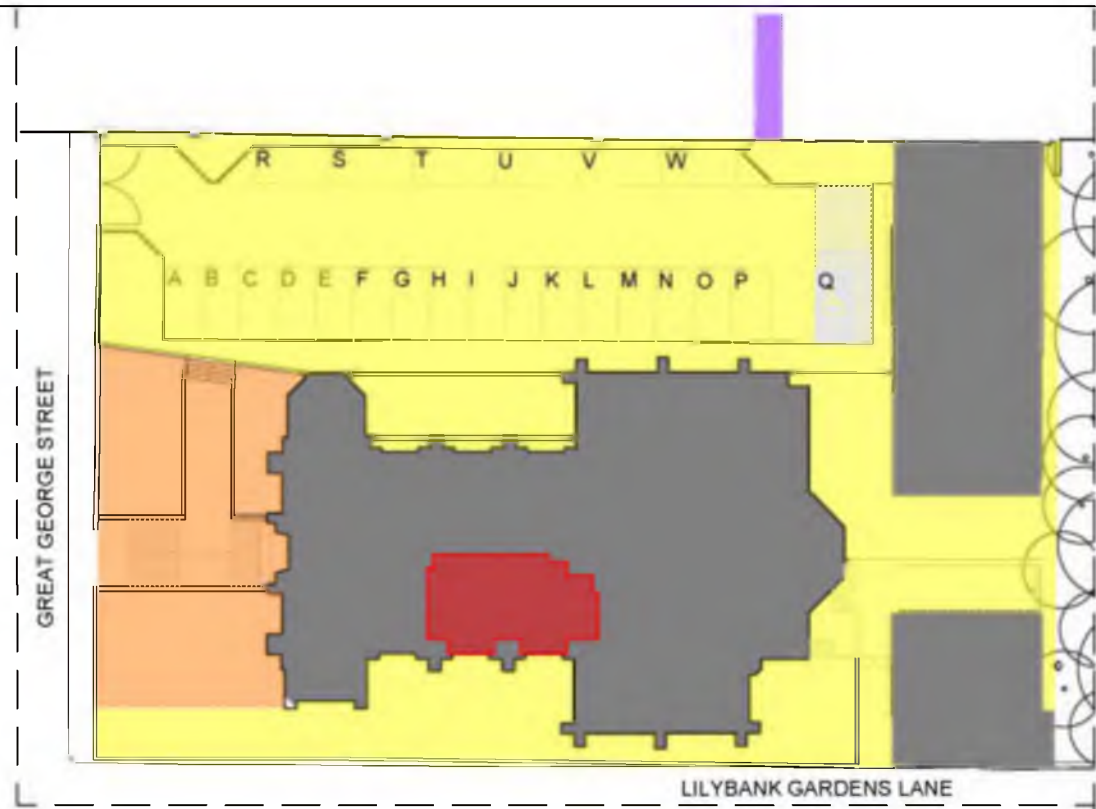 R S T U V W
A B C D E F G H I J K L M N O P Q
GREAT GEORGE STREET
LILYBANK GARDENS LANE